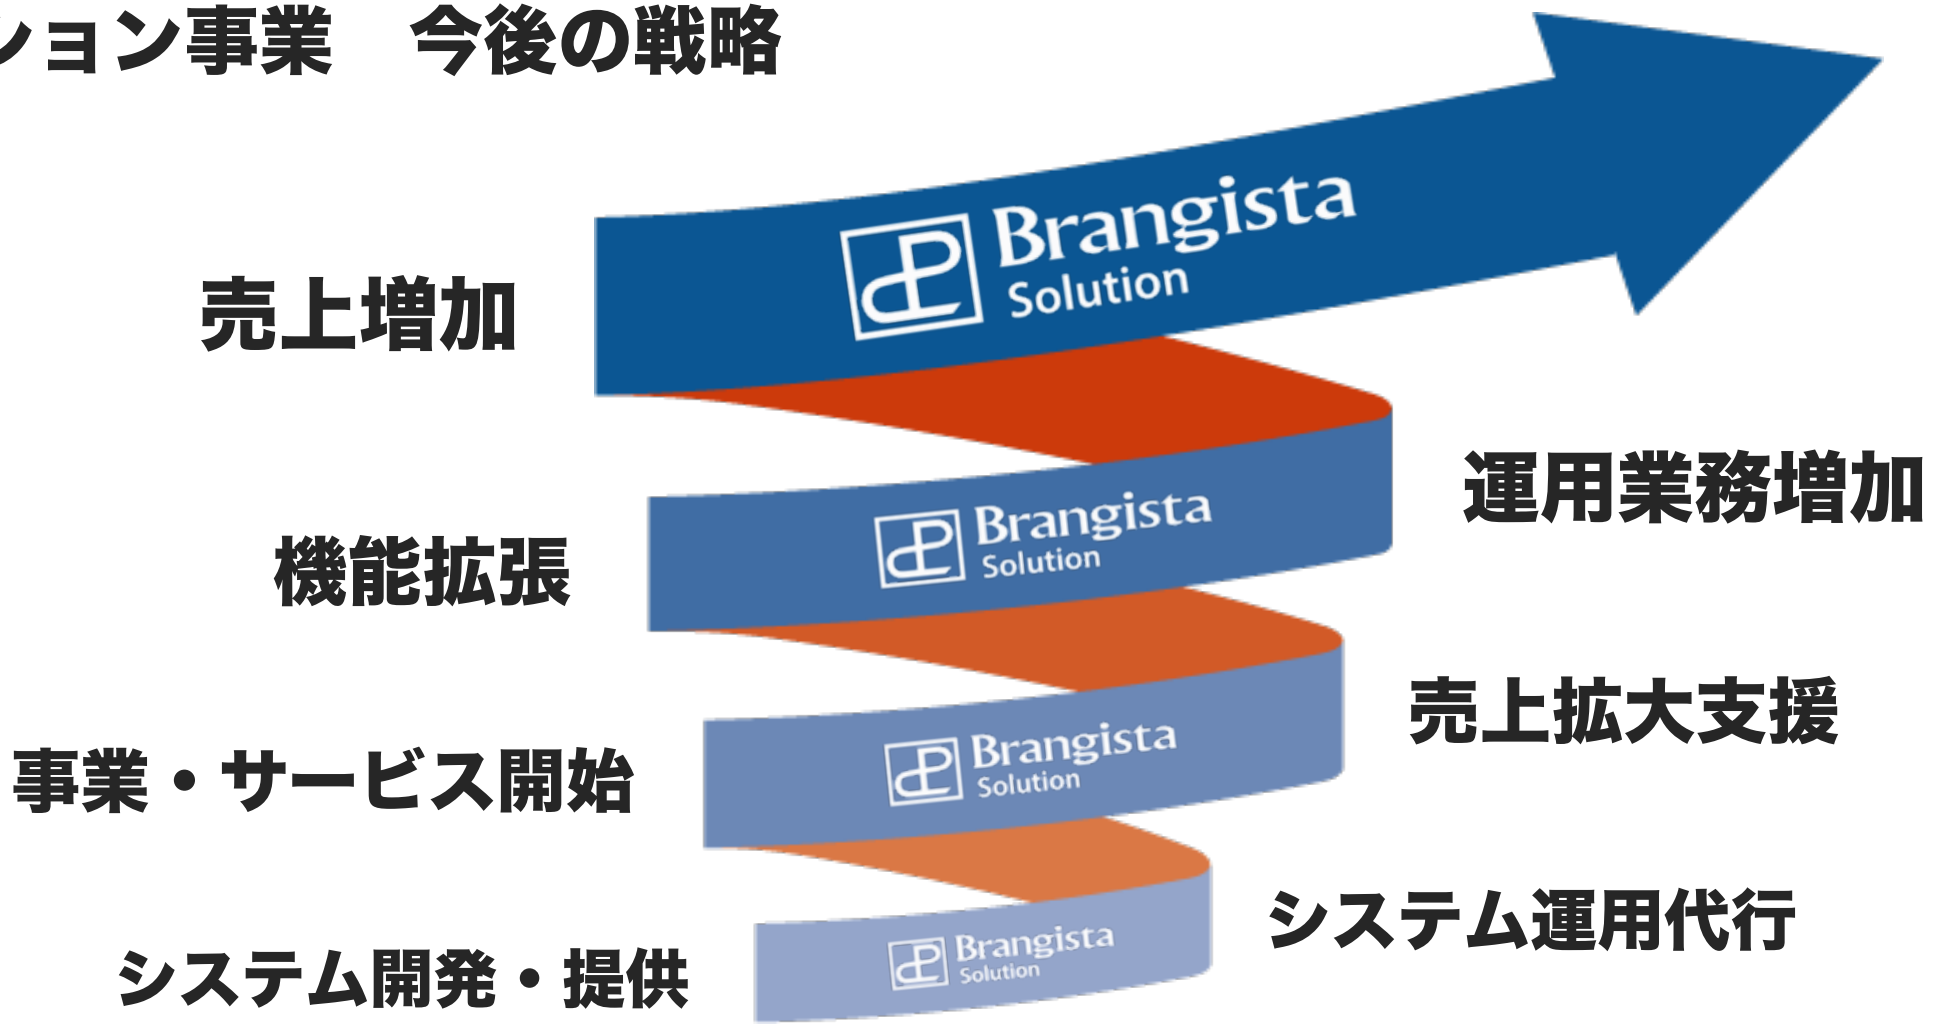 ション事業　今後の戦略
Brangista
Solution
売上増加
運用業務増加
Brangista
Solution
機能拡張
売上拡大支援
Brangista
Solution
事業・サービス開始
システム運用代行
Brangista
Solution
システム開発・提供